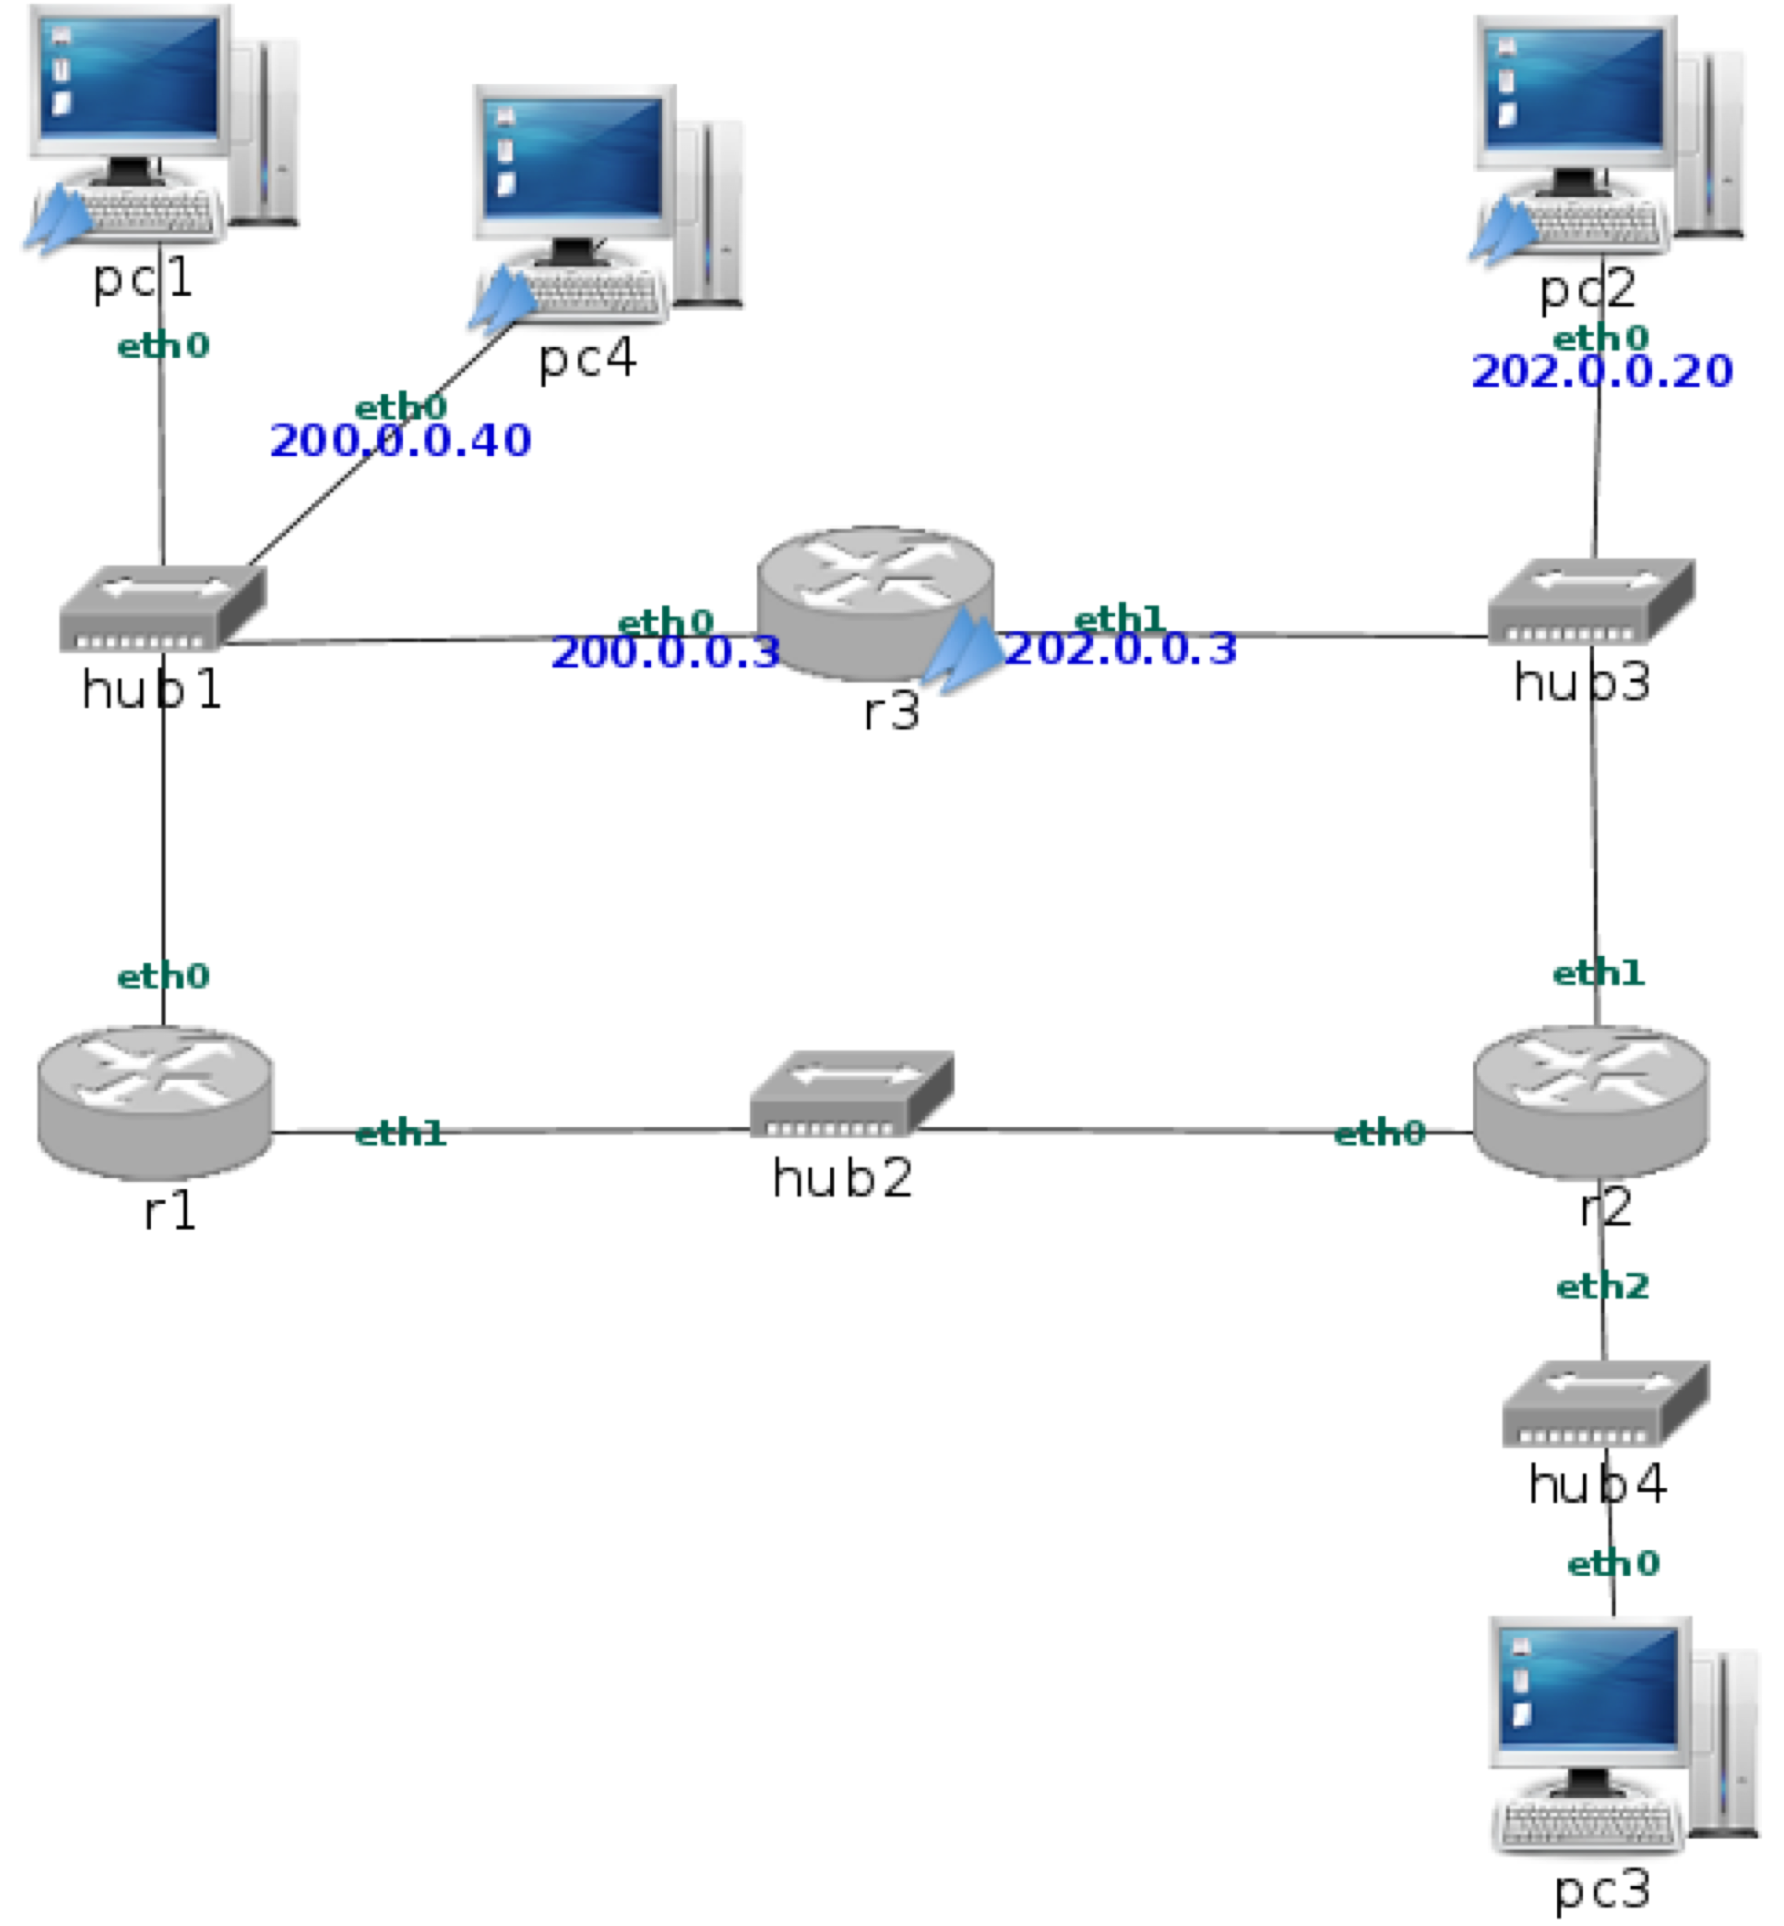 pc1
eth0
pc4
eth0
200.0.0.40
pc2
eth0
202.0.0.20
hub1
eth0
200.0.0.3
r3
eth1
202.0.0.3
hub3
eth0
r1
eth1
hub2
eth0
eth1
r2
eth2
hub4
eth0
pc3